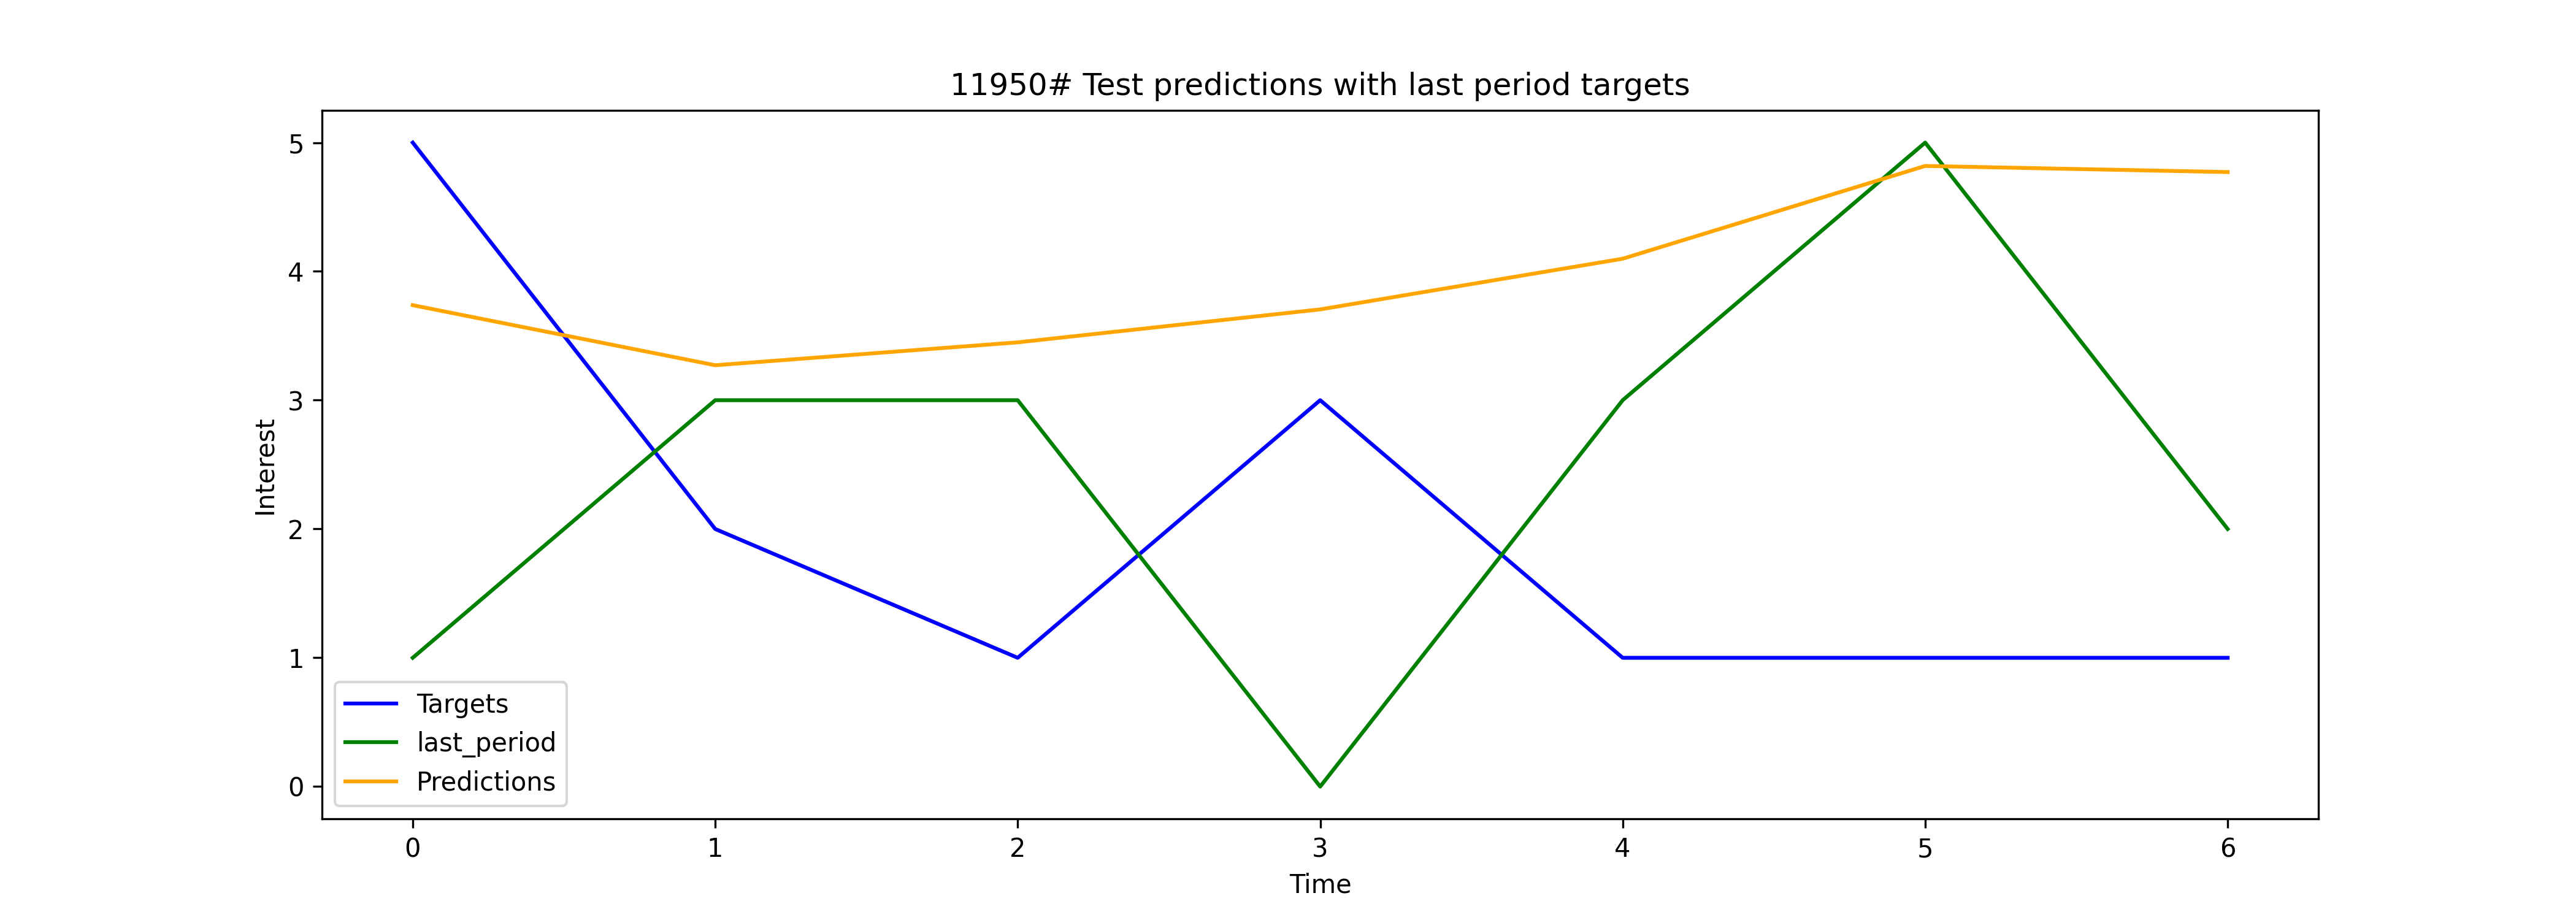 11950# Test predictions with last period targets
5
4
3
2
1
0
Interest
Targets
last_period
Predictions
0 1 2 3 4 5 6
Time